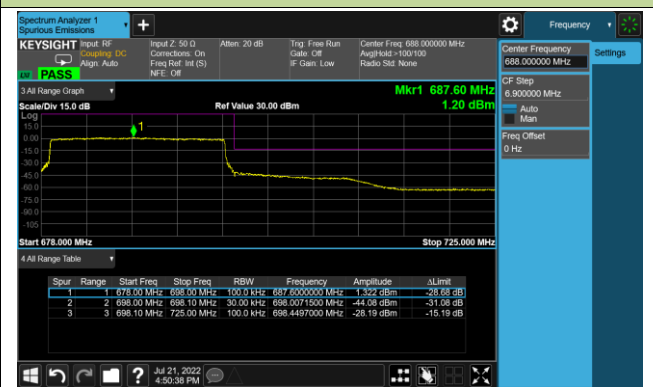 Spectrum Analyzer 1
Spurious Emissions
Frequency
KEYSIGHT
Input: RF
Coupling: DC
Align: Auto
Input Z: 50 Ω
Corrections: On
Freq Ref: Int (S)
NFE: Off
Atten: 20 dB
Trig: Free Run
Gate: Off
IF Gain: Low
Center Freq: 688.000000 MHz
Avg|Hold:>100/100
Radio Std: None
PASS
Center Frequency
688.000000 MHz
Settings
CF Step
6.900000 MHz
Auto
Man
Freq Offset
0 Hz
3 All Range Graph
Mkr1 687.60 MHz
1.20 dBm
Scale/Div 15.0 dB
Ref Value 30.00 dBm
Log
15.0
0.00
-15.0
-30.0
-45.0
-60.0
-75.0
-90.0
-105
1
Start 678.000 MHz
Stop 725.000 MHz
4 All Range Table
Spur Range Start Freq Stop Freq RBW Frequency Amplitude ΔLimit
1 1 678.00 MHz 698.00 MHz 100.0 kHz 687.6000000 MHz 1.322 dBm -28.68 dB
2 2 698.00 MHz 698.10 MHz 30.00 kHz 698.0071500 MHz -44.08 dBm -31.08 dB
3 3 698.10 MHz 725.00 MHz 100.0 kHz 698.4497000 MHz -28.19 dBm -15.19 dB
?
Jul 21, 2022
4:50:38 PM